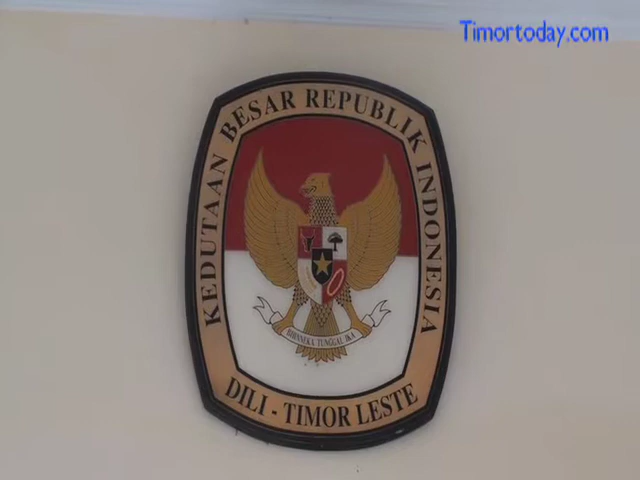 Timortoday.com
KEDUTAAN BESAR REPUBLIK INDONESIA
BHINNEKA TUNGGAL IKA
DILI - TIMOR LESTE